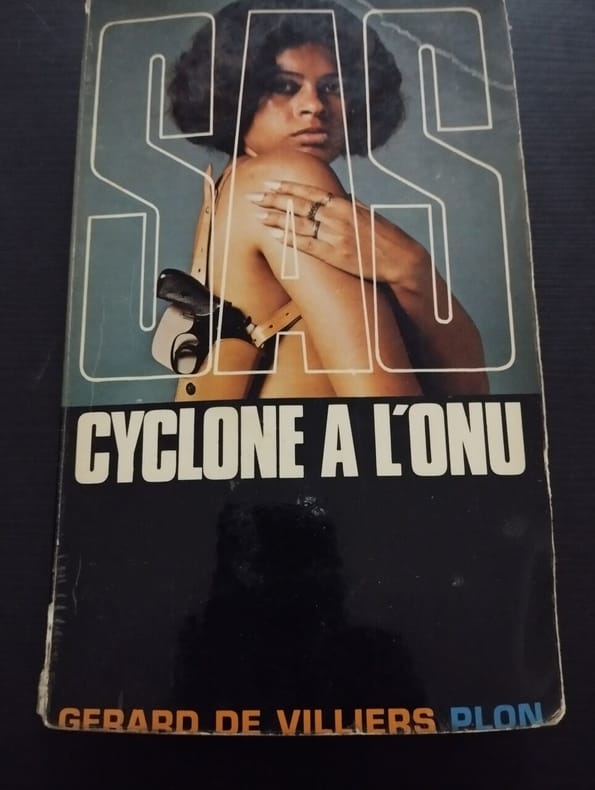 SAS
CYCLONE A L'ONU
GERARD DE VILLIERS PLON